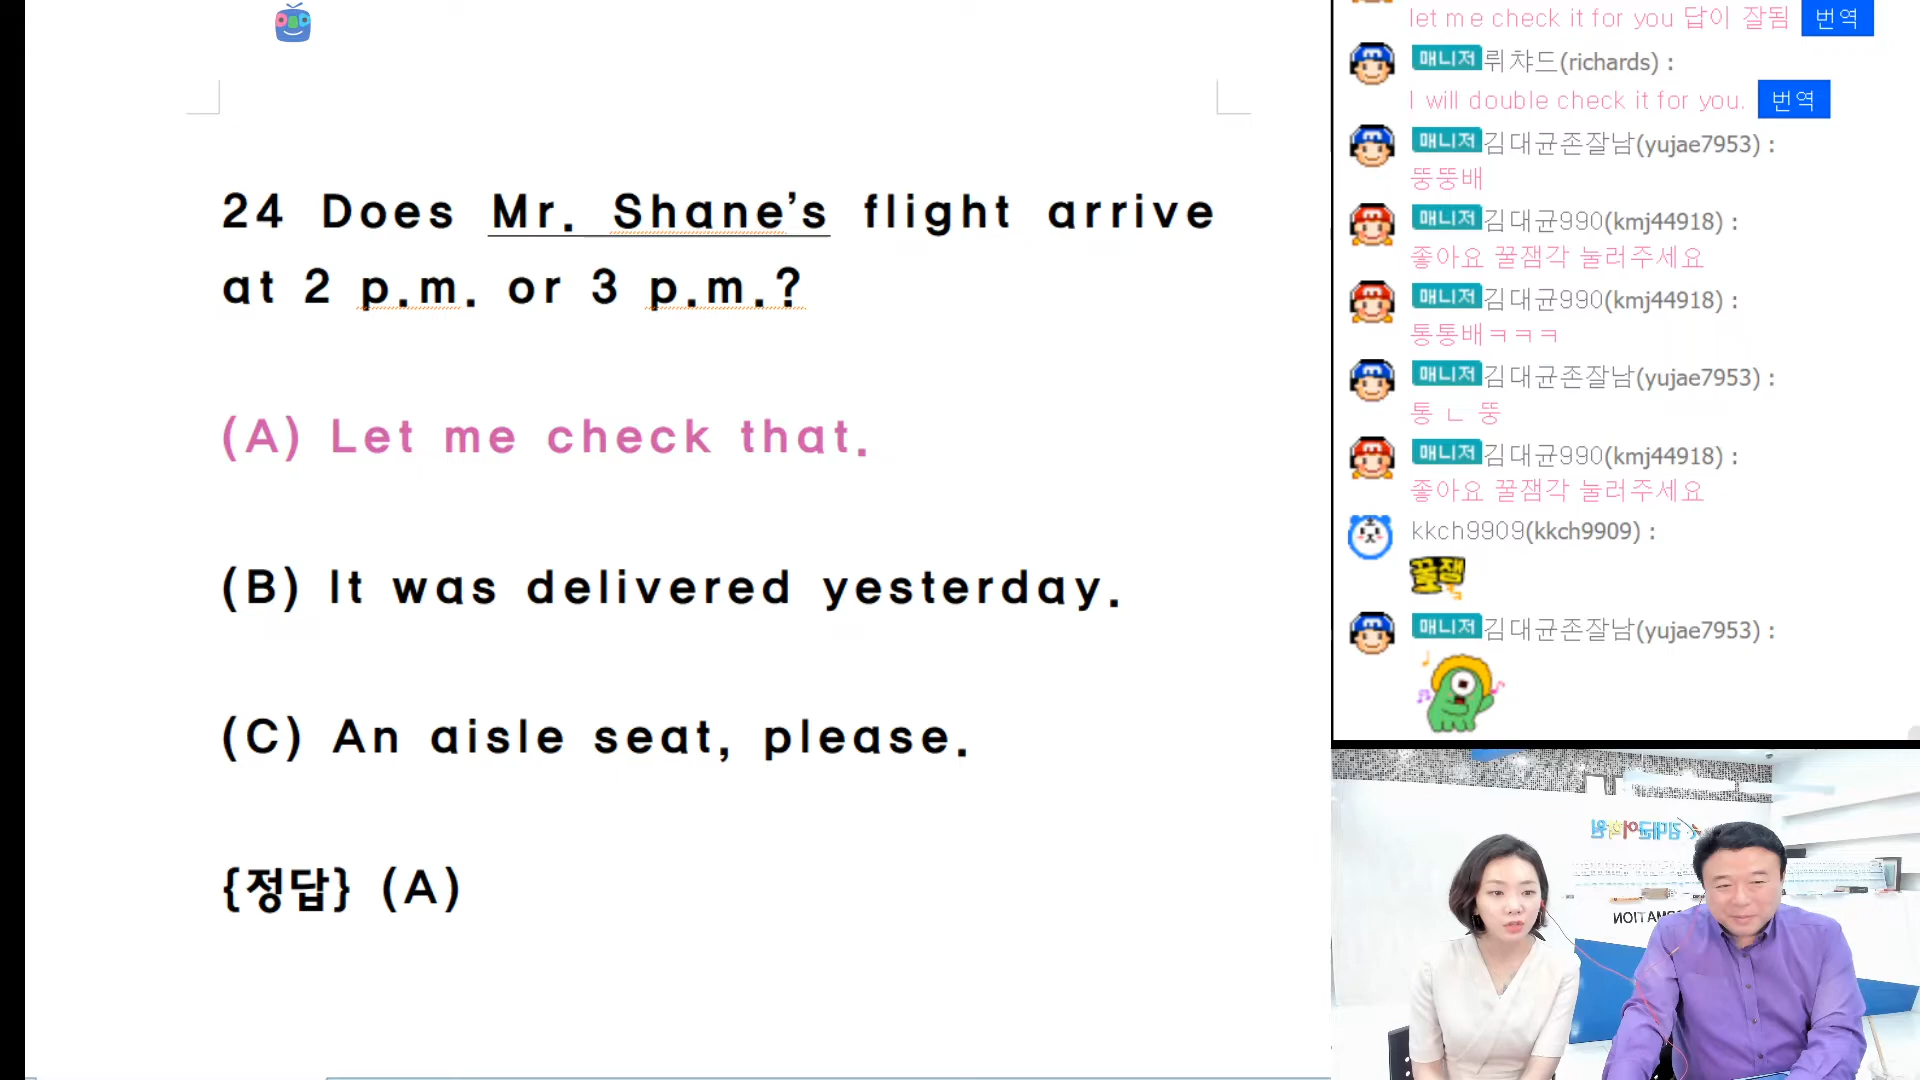 24 Does Mr. Shane’s flight arrive
at 2 p.m. or 3 p.m.?
(A) Let me check that.
(B) It was delivered yesterday.
(C) An aisle seat, please.
{정답} (A)
let me check it for you 답이 잘됨 번역
매니저 뤼챠드(richards) :
I will double check it for you. 번역
매니저 김대균존잘남(yujae7953) :
뚱뚱배
매니저 김대균990(kmj44918) :
좋아요 꿀잼각 눌러주세요
매니저 김대균990(kmj44918) :
통통배ㅋㅋㅋ
매니저 김대균존잘남(yujae7953) :
통 ㄴ 뚱
매니저 김대균990(kmj44918) :
좋아요 꿀잼각 눌러주세요
kkch9909(kkch9909) :
꿀잼
매니저 김대균존잘남(yujae7953) :
김대균어학원